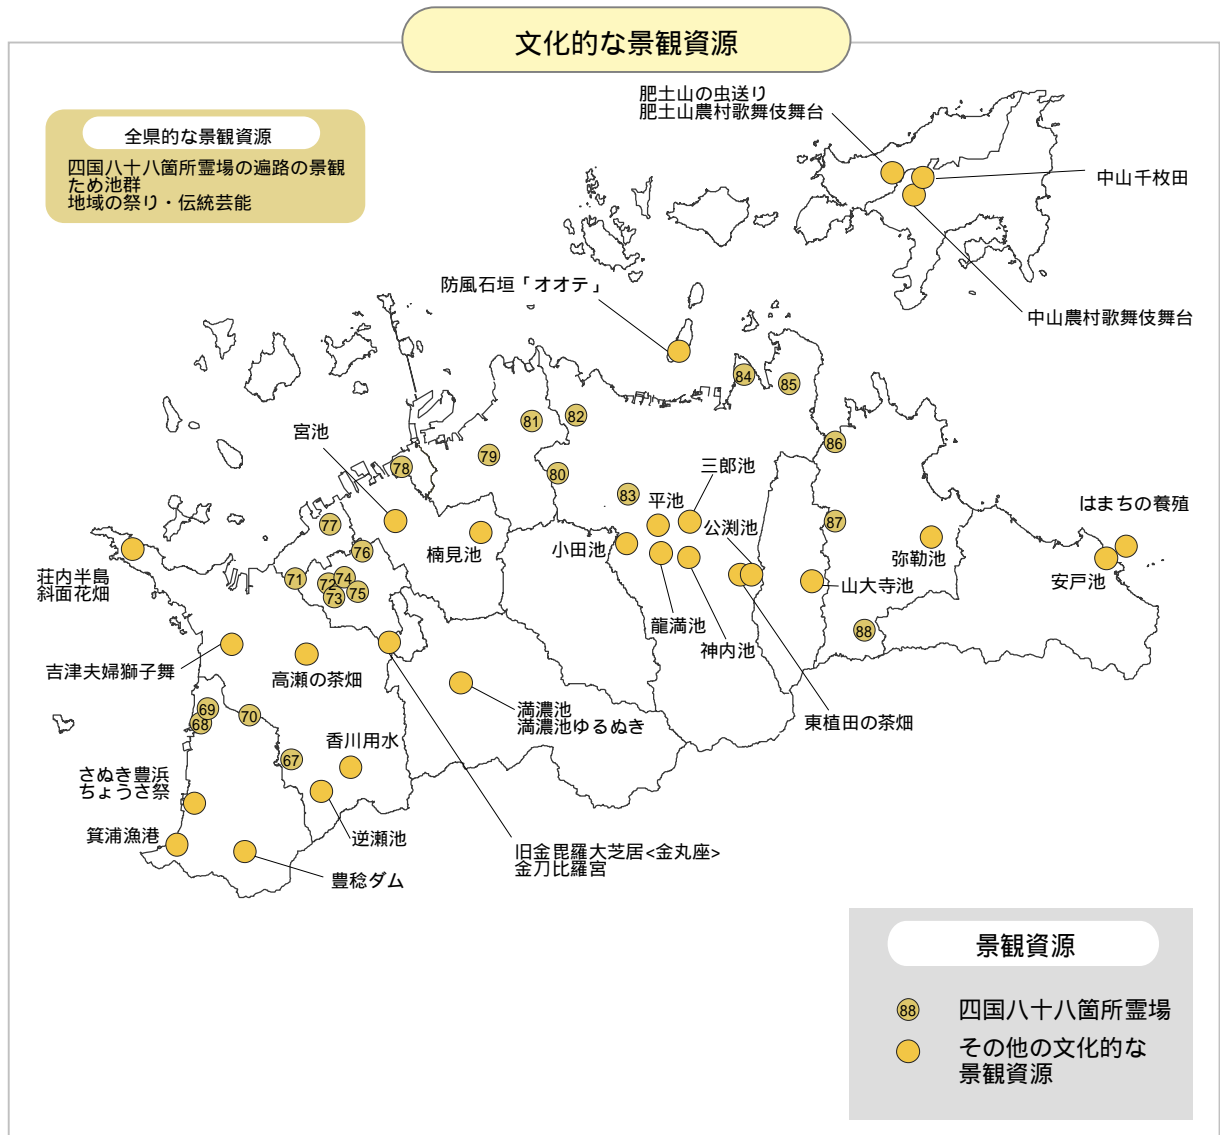 文化的な景観資源
全県的な景観資源
四国八十八箇所霊場の遍路の景観
ため池群
地域の祭り・伝統芸能
肥土山の虫送り
肥土山農村歌舞伎舞台
中山千枚田
中山農村歌舞伎舞台
防風石垣「オオテ」
84
85
81
82
86
宮池
79
78
80
三郎池
83
平池
はまちの養殖
77
公渕池
87
楠見池
小田池
弥勒池
76
安戸池
荘内半島
斜面花畑
71
72
74
73
75
山大寺池
龍満池
88
神内池
吉津夫婦獅子舞
高瀬の茶畑
69
68
70
満濃池
満濃池ゆるぬき
東植田の茶畑
香川用水
67
さぬき豊浜
ちょうさ祭
箕浦漁港
逆瀬池
旧金毘羅大芝居<金丸座>
金刀比羅宮
豊稔ダム
景観資源
88
四国八十八箇所霊場
その他の文化的な
景観資源